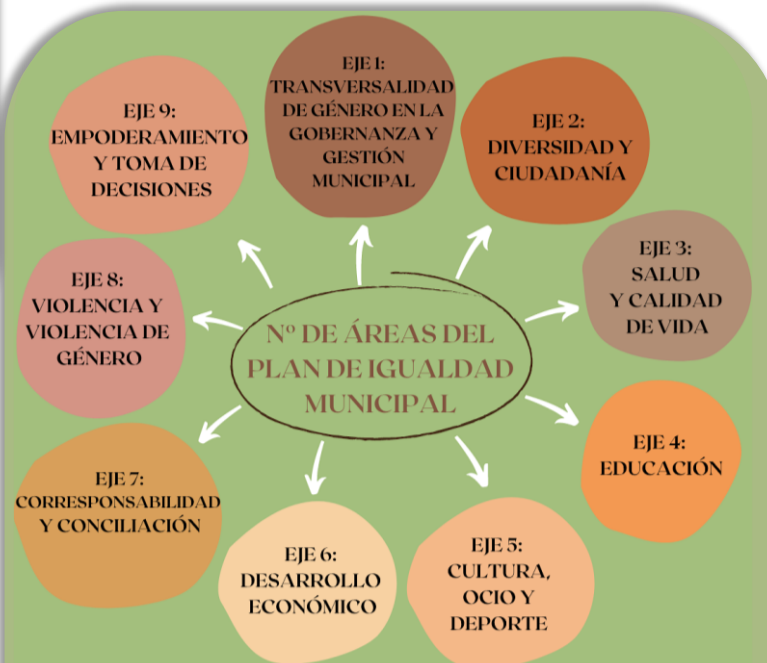 Nº DE ÁREAS DEL
PLAN DE IGUALDAD
MUNICIPAL
EJE 1:
TRANSVERSALIDAD
DE GÉNERO EN LA
GOBERNANZA Y
GESTIÓN
MUNICIPAL
EJE 2:
DIVERSIDAD Y
CIUDADANÍA
EJE 3:
SALUD
Y CALIDAD
DE VIDA
EJE 4:
EDUCACIÓN
EJE 5:
CULTURA,
OCIO Y
DEPORTE
EJE 6:
DESARROLLO
ECONÓMICO
EJE 7:
CORRESPONSABILIDAD
Y CONCILIACIÓN
EJE 8:
VIOLENCIA Y
VIOLENCIA DE
GÉNERO
EJE 9:
EMPODERAMIENTO
Y TOMA DE
DECISIONES